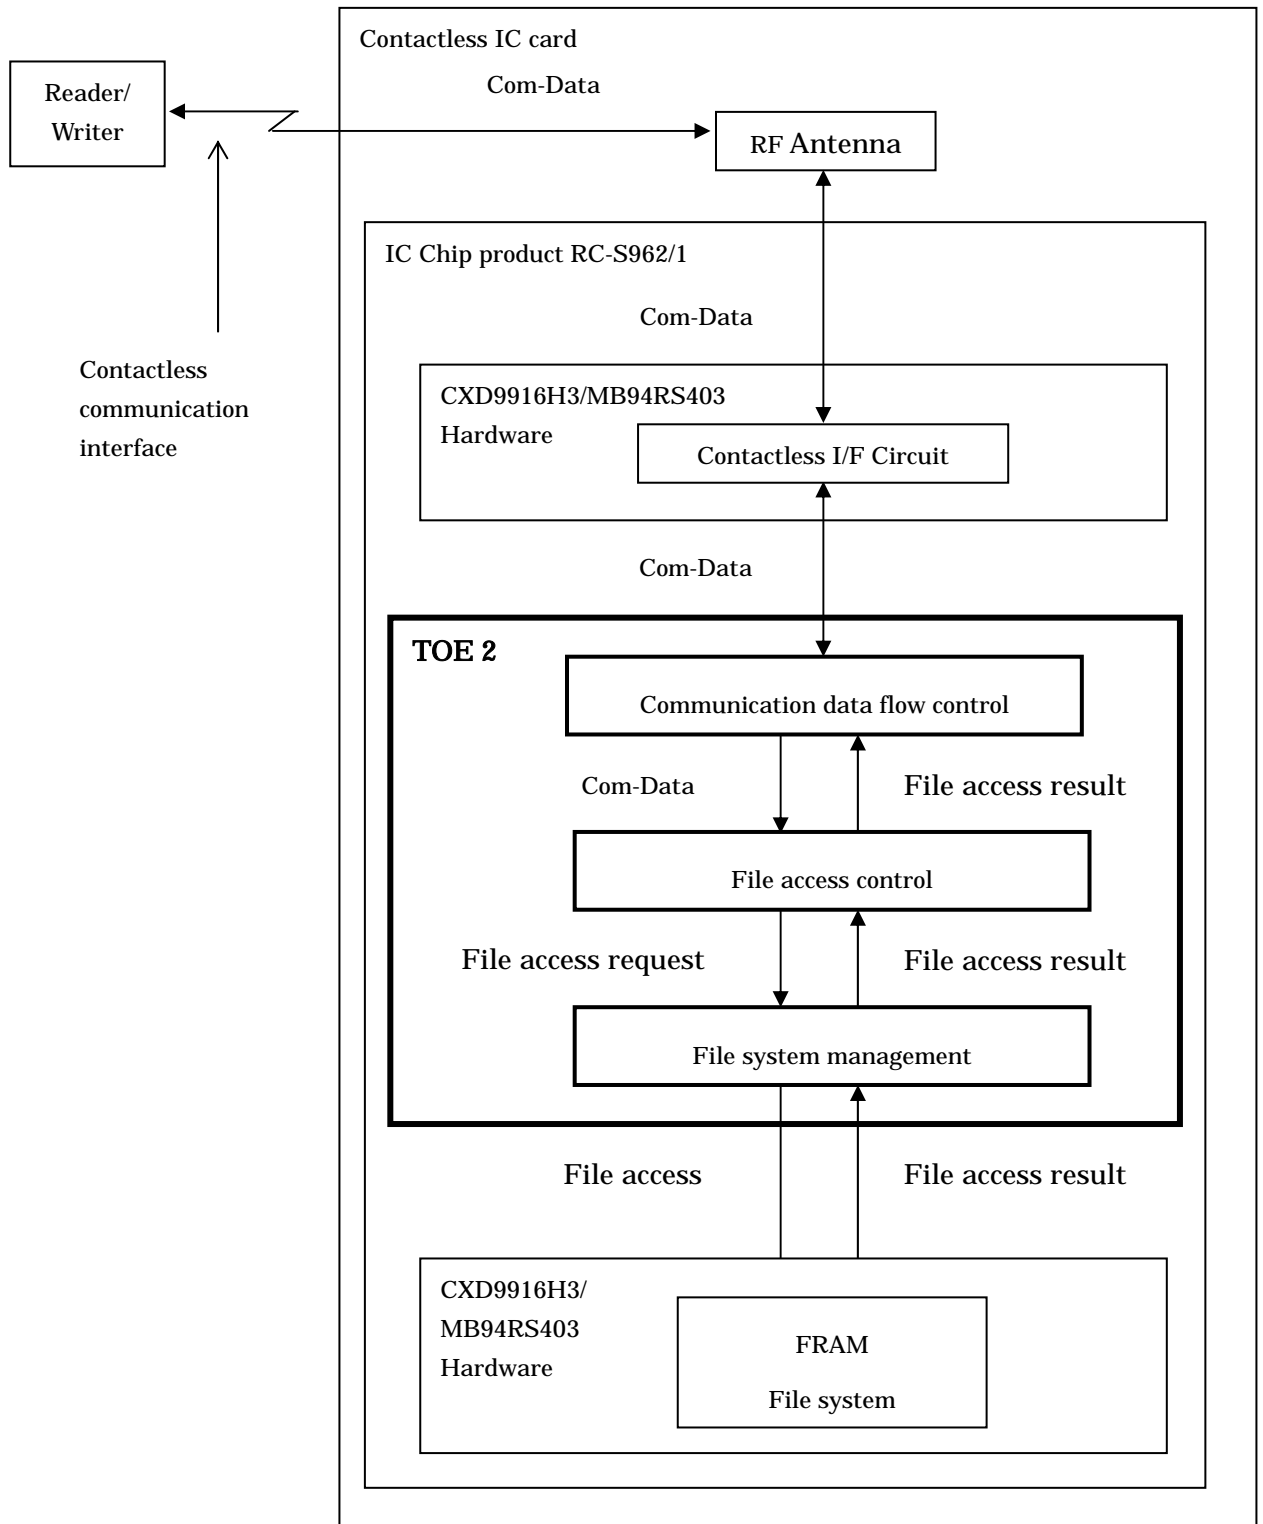 Contactless IC card
Com-Data
Reader/
Writer
RF Antenna
IC Chip product RC-S962/1
Com-Data
Contactless
communication
interface
CXD9916H3/MB94RS403
Hardware
Contactless I/F Circuit
Com-Data
TOE 2
Communication data flow control
Com-Data
File access result
File access control
File access request
File access result
File system management
File access
File access result
CXD9916H3/
MB94RS403
Hardware
FRAM
File system